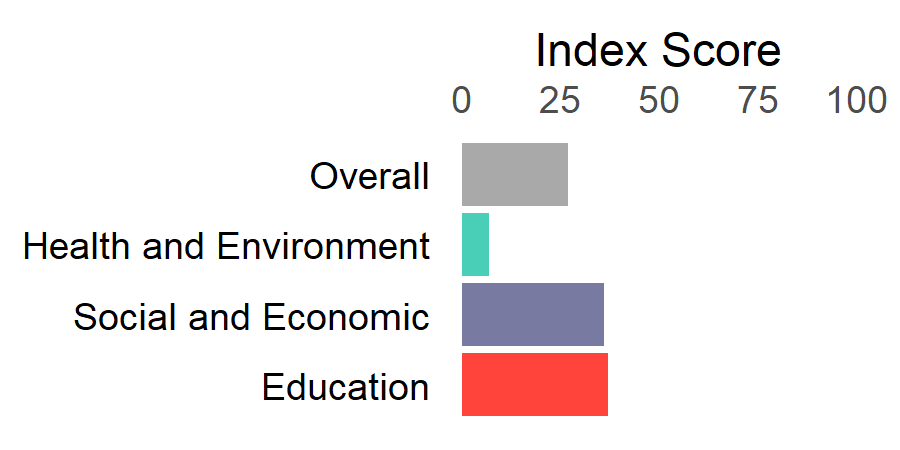 Index Score
0 25 50 75 100
Overall
Health and Environment
Social and Economic
Education